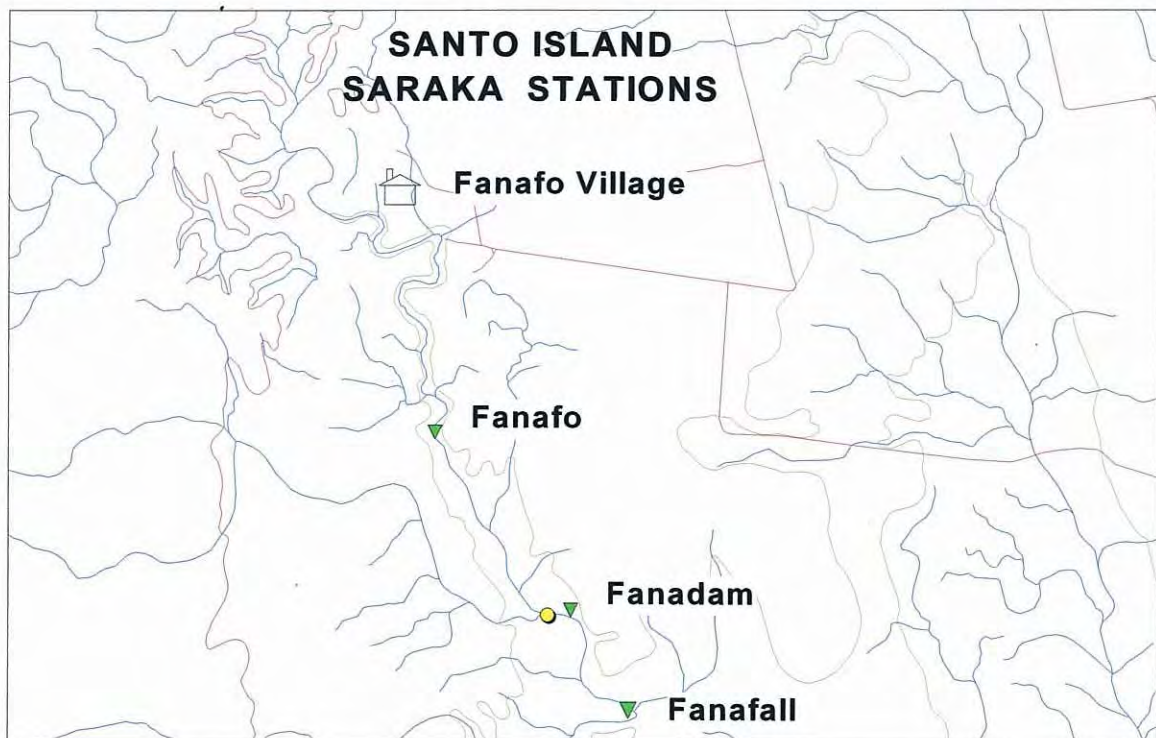 SANTO ISLAND
SARAKA STATIONS
Fanafo Village
Fanafo
Fanadam
Fanafall